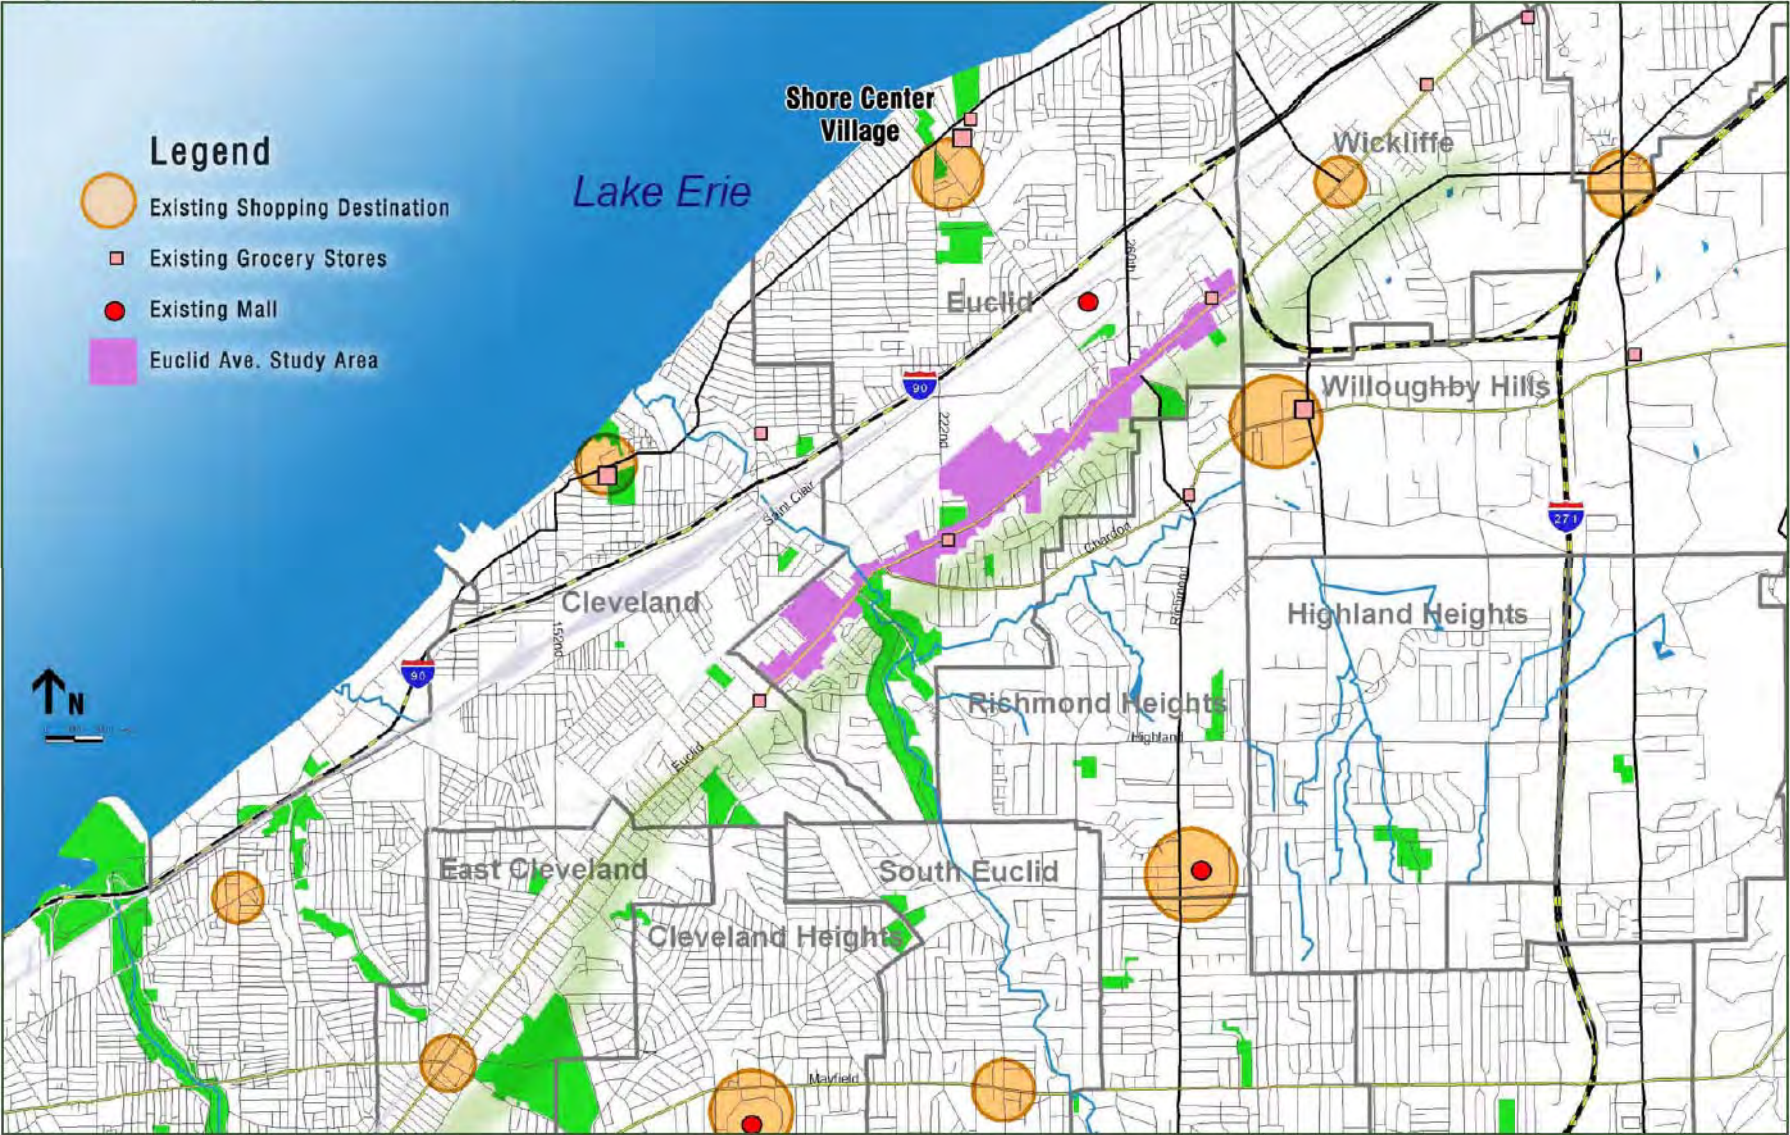 Shore Center
Village
Wickliffe
Legend
Existing Shopping Destination
Lake Erie
Existing Grocery Stores
260th
Euclid
Existing Mall
Euclid Ave. Study Area
90
Willoughby Hills
222nd
Saint Clair
271
Chardon
Cleveland
Richmond
Highland Heights
152nd
90
N
Richmond Heights
Highland
Euclid
East Cleveland
South Euclid
Cleveland Heights
Mayfield